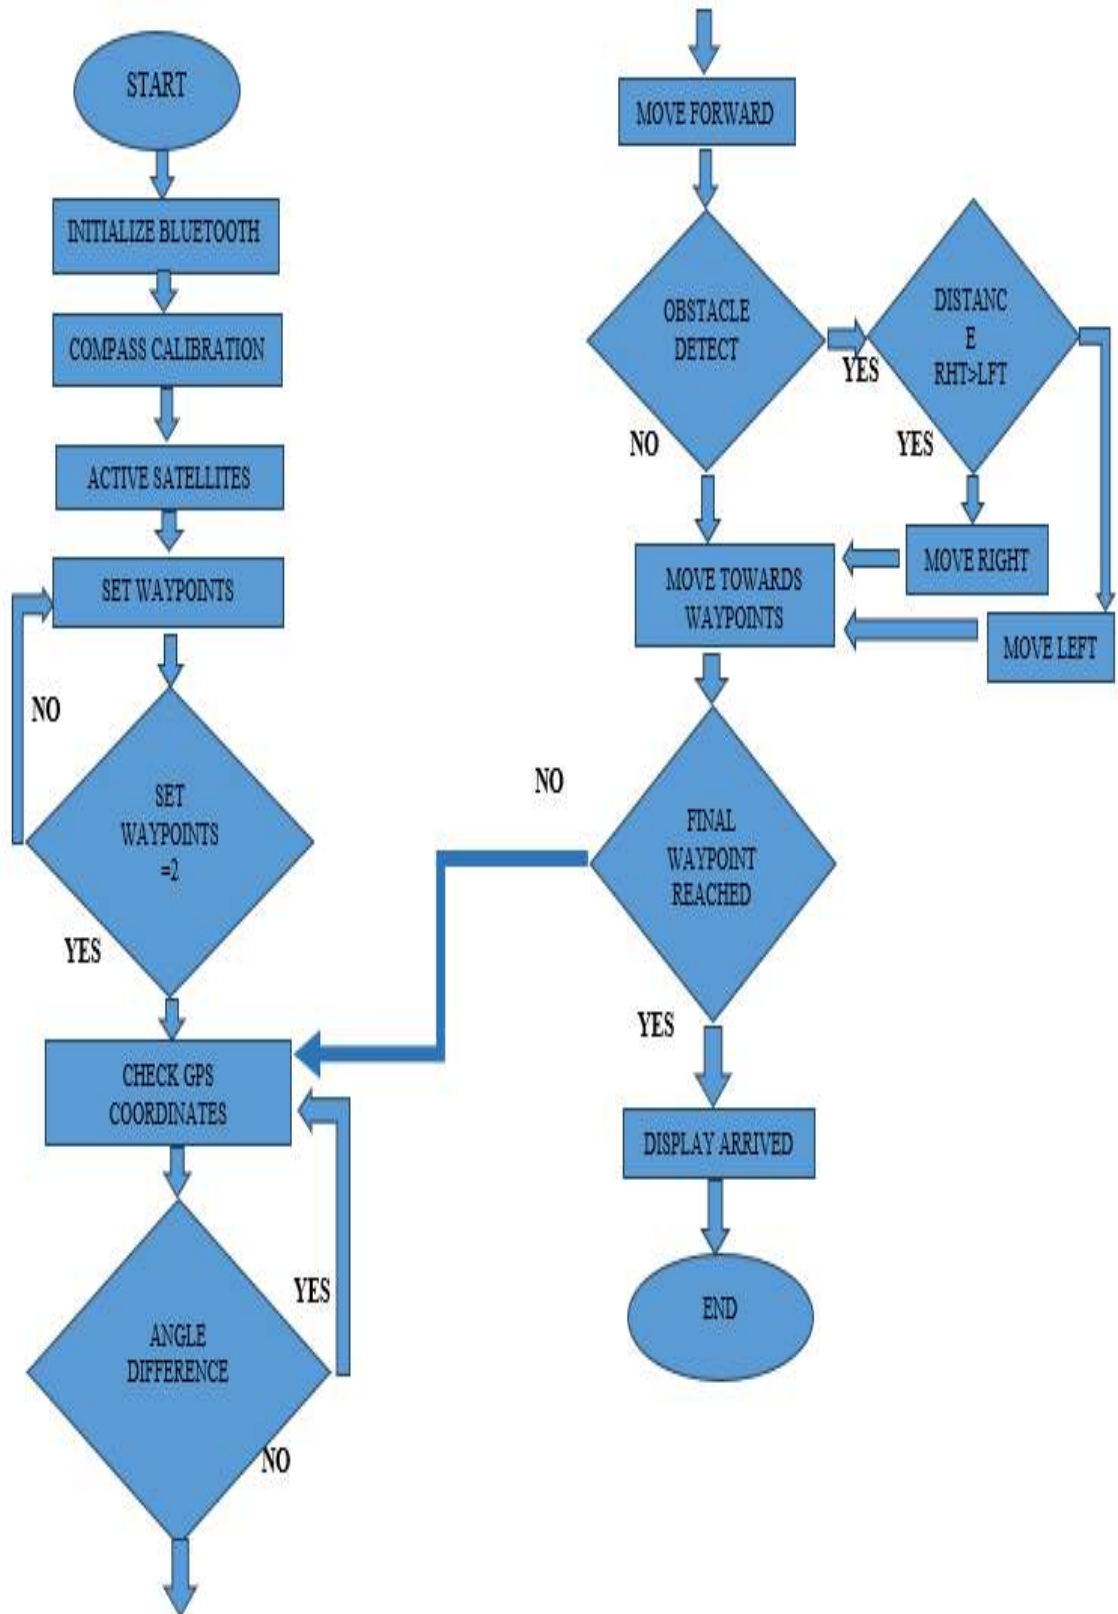 START
INITIALIZE BLUETOOTH
COMPASS CALIBRATION
ACTIVE SATELLITES
SET WAYPOINTS
NO
SET
WAYPOINTS
=2
YES
CHECK GPS
COORDINATES
YES
ANGLE
DIFFERENCE
NO
MOVE FORWARD
OBSTACLE
DETECT
YES
DISTANC
E
RHT>LFT
NO
YES
MOVE RIGHT
MOVE TOWARDS
WAYPOINTS
MOVE LEFT
NO
FINAL
WAYPOINT
REACHED
YES
DISPLAY ARRIVED
END